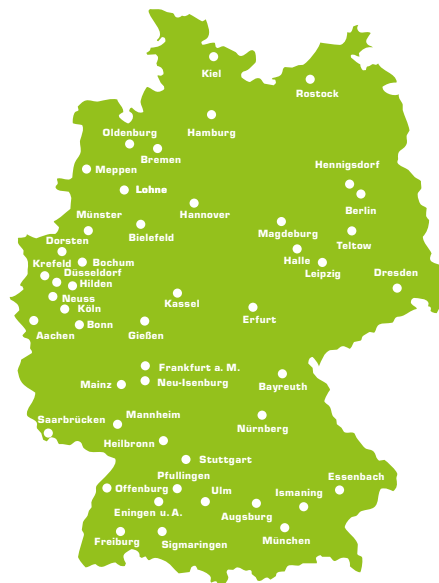 Kiel
Rostock
Hamburg
Oldenburg
Bremen
Meppen
Hennigsdorf
Lohne
Hannover
Berlin
Münster
Bielefeld
Magdeburg
Teltow
Dorsten
Halle
Leipzig
Krefeld
Bochum
Düsseldorf
Hilden
Dresden
Neuss
Kassel
Köln
Erfurt
Aachen
Bonn
Gießen
Frankfurt a. M.
Mainz
Neu-Isenburg
Bayreuth
Saarbrücken
Mannheim
Nürnberg
Heilbronn
Stuttgart
Pfullingen
Essenbach
Offenburg
Ulm
Ismaning
Eningen u. A.
Augsburg
Freiburg
Sigmaringen
München